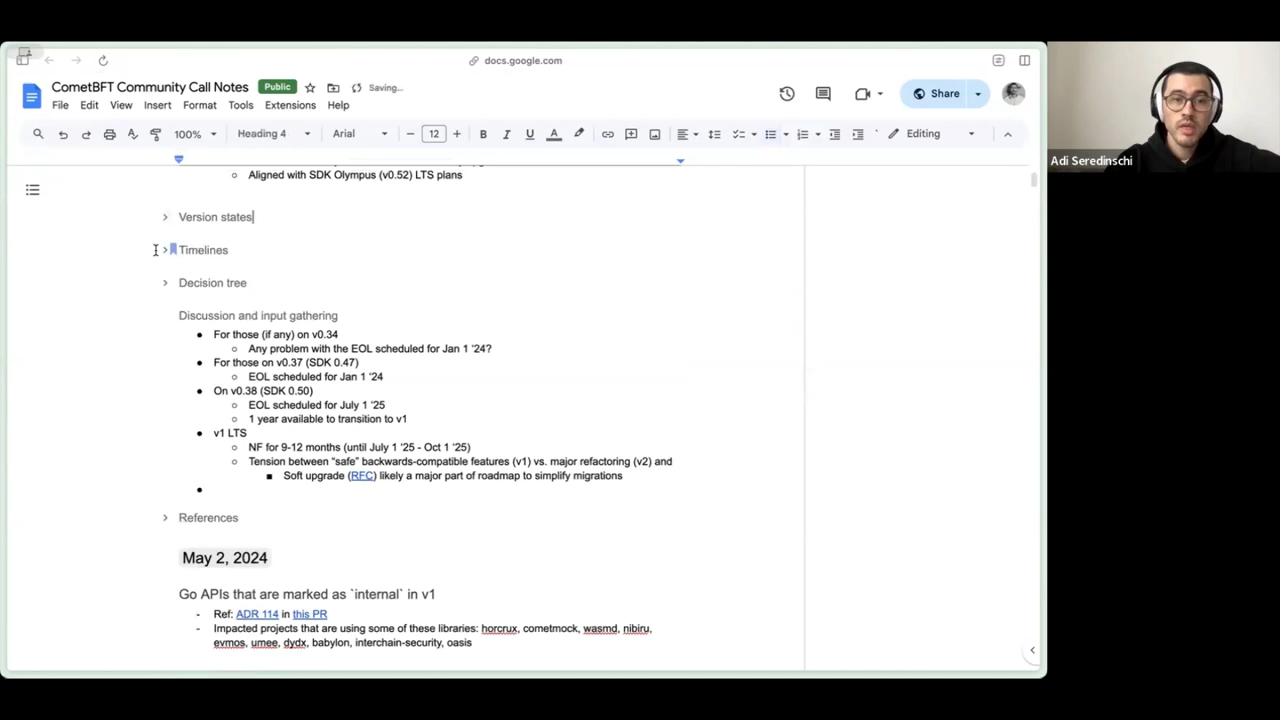 docs.google.com
CometBFT Community Call Notes Public Saving...
Share
File Edit View Insert Format Tools Extensions Help
100% Heading 4 Arial 12 Editing
Adi Seredinschi
○ Aligned with SDK Olympus (v0.52) LTS plans
Version states
Timelines
Decision tree
Discussion and input gathering
● For those (if any) on v0.34
○ Any problem with the EOL scheduled for Jan 1 '24?
● For those on v0.37 (SDK 0.47)
○ EOL scheduled for Jan 1 '24
● On v0.38 (SDK 0.50)
○ EOL scheduled for July 1 '25
○ 1 year available to transition to v1
● v1 LTS
○ NF for 9-12 months (until July 1 '25 - Oct 1 '25)
○ Tension between “safe” backwards-compatible features (v1) vs. major refactoring (v2) and
■ Soft upgrade (RFC) likely a major part of roadmap to simplify migrations
●
References
May 2, 2024
Go APIs that are marked as `internal` in v1
- Ref: ADR 114 in this PR
- Impacted projects that are using some of these libraries: horcrux, cometmock, wasmd, nibiru,
evmos, umee, dydx, babylon, interchain-security, oasis